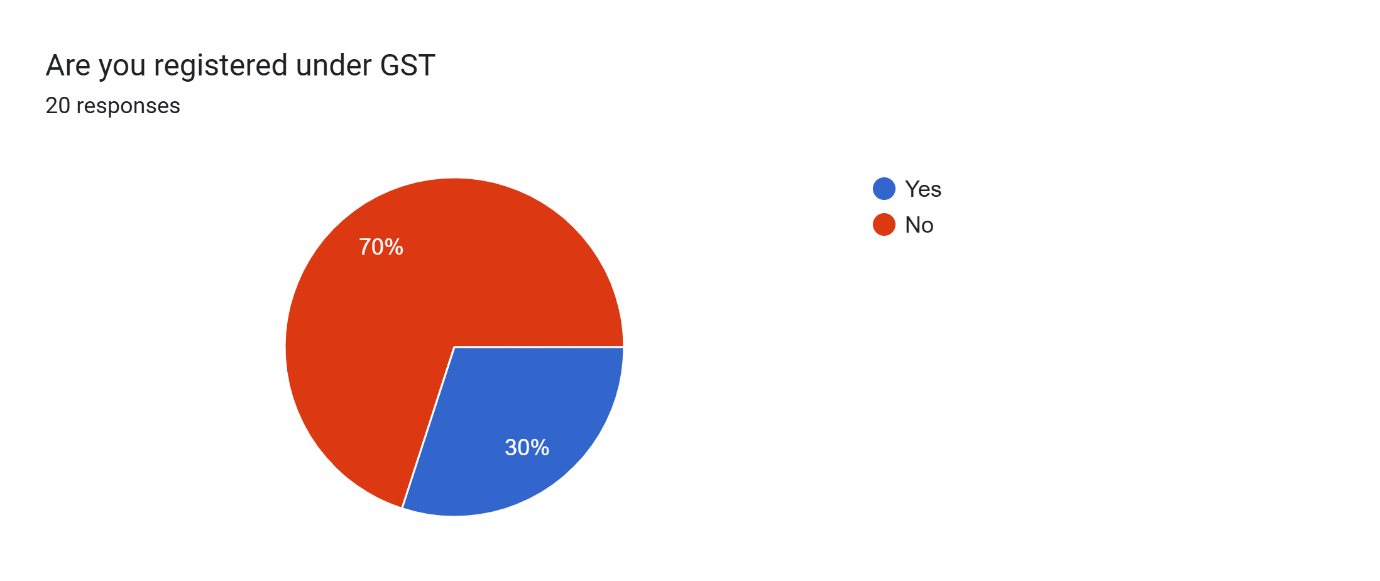 Are you registered under GST
20 responses
Yes
No
70%
30%